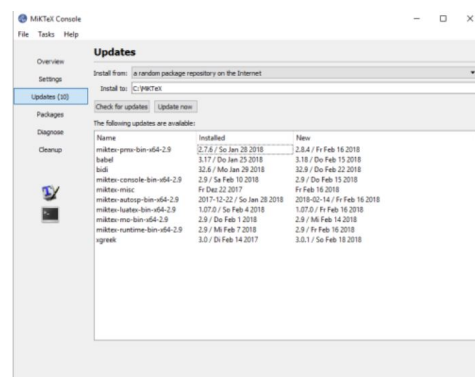 MiKTeX Console
File Tasks Help
Overview
Settings
Updates (10)
Packages
Diagnose
Cleanup
Updates
Install from: a random package repository on the Internet
Install to: C:\MiKTeX
Check for updates Update now
The following updates are available:
Name Installed New
miktex-pmx-bin-x64-2.9 2.7.6 / So Jan 28 2018 2.8.4 / Fr Feb 16 2018
babel 3.17 / Do Jan 25 2018 3.18 / Do Feb 15 2018
bidi 32.6 / Mo Jan 29 2018 32.9 / Do Feb 22 2018
miktex-console-bin-x64-2.9 2.9 / Sa Feb 10 2018 2.9 / Do Feb 15 2018
miktex-misc Fr Dez 22 2017 Fr Feb 16 2018
miktex-autosp-bin-x64-2.9 2017-12-22 / So Jan 28 2018 2018-02-14 / Fr Feb 16 2018
miktex-luatex-bin-x64-2.9 1.07.0 / So Feb 4 2018 1.07.0 / Fr Feb 16 2018
miktex-mo-bin-x64-2.9 2.9 / Do Feb 1 2018 2.9 / Mi Feb 14 2018
miktex-runtime-bin-x64-2.9 2.9 / Mi Feb 7 2018 2.9 / Fr Feb 16 2018
xgreek 3.0 / Di Feb 14 2017 3.0.1 / So Feb 18 2018